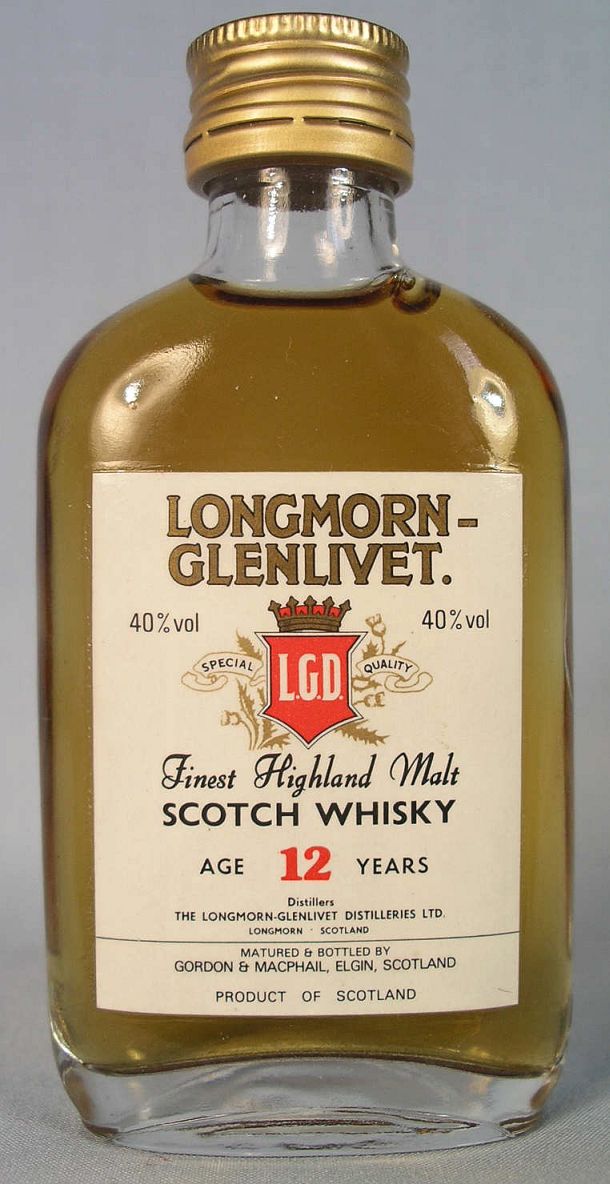 LONGMORN-
GLENLIVET.
40% vol
40% vol
SPECIAL
L.G.D.
QUALITY
Finest Highland Malt
SCOTCH WHISKY
AGE 12 YEARS
Distillers
THE LONGMORN-GLENLIVET DISTILLERIES LTD.
LONGMORN · SCOTLAND
MATURED & BOTTLED BY
GORDON & MACPHAIL, ELGIN, SCOTLAND
PRODUCT OF SCOTLAND